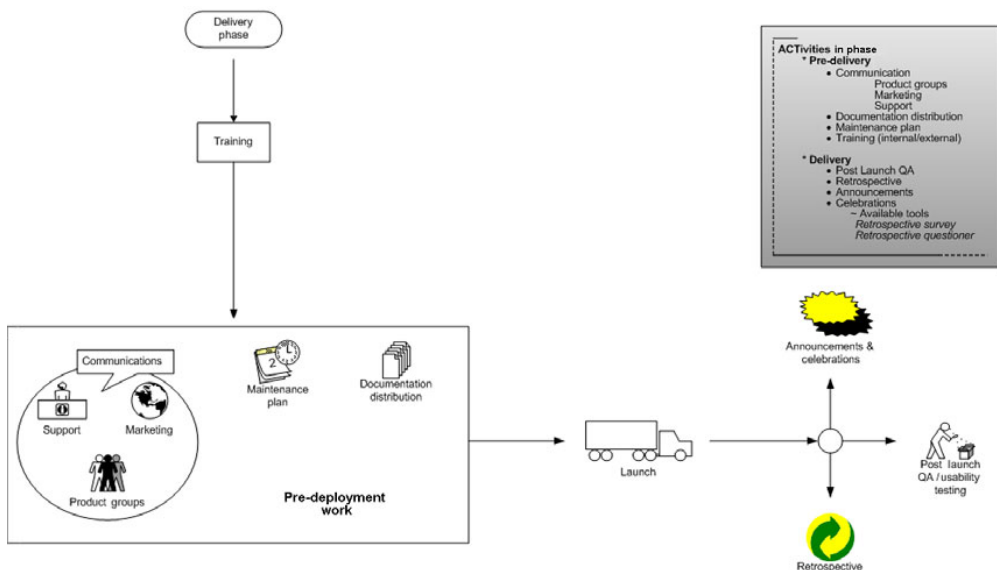 Delivery
phase
Training
ACTivities in phase
* Pre-delivery
• Communication
Product groups
Marketing
Support
• Documentation distribution
• Maintenance plan
• Training (internal/external)
* Delivery
• Post Launch QA
• Retrospective
• Announcements
• Celebrations
~ Available tools
Retrospective survey
Retrospective questioner
Communications
Support
Marketing
Product groups
2
Maintenance
plan
Documentation
distribution
Pre-deployment
work
Launch
Announcements &
celebrations
Post launch
QA / usability
testing
Retrospective